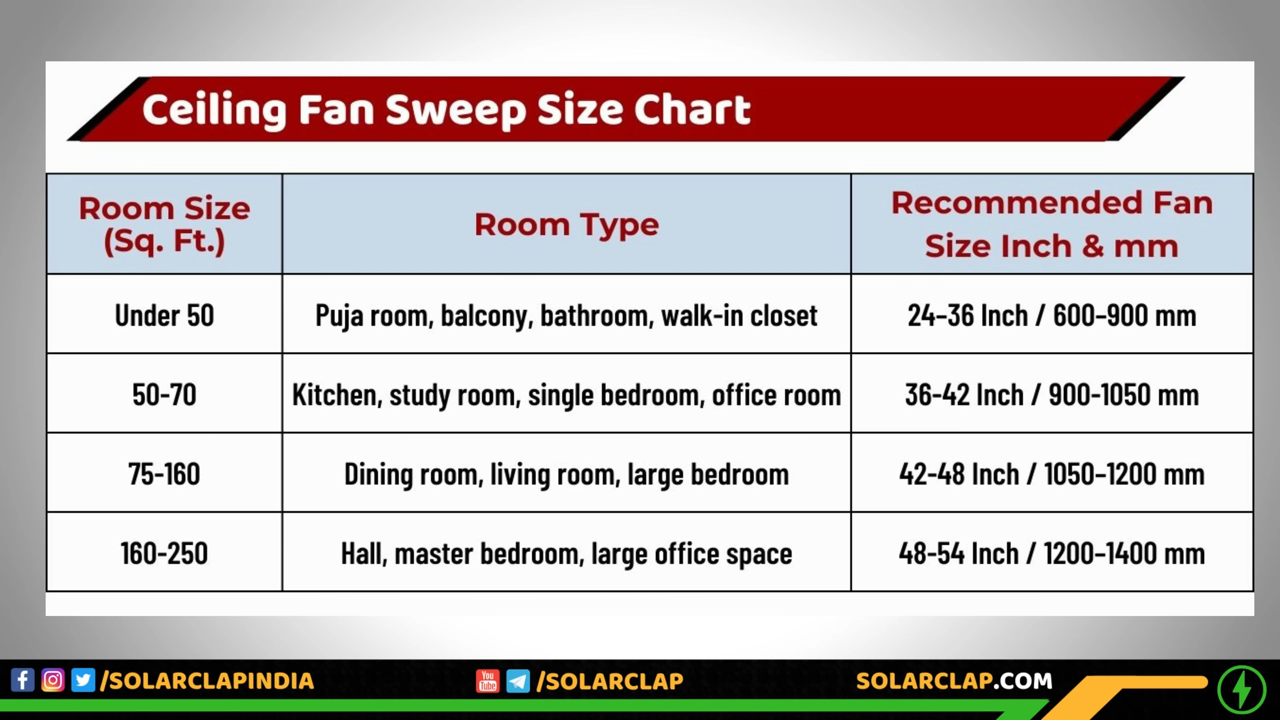 Ceiling Fan Sweep Size Chart
Room Size
(Sq. Ft.)
Room Type
Recommended Fan
Size Inch & mm
Under 50
Puja room, balcony, bathroom, walk-in closet
24–36 Inch / 600–900 mm
50-70
Kitchen, study room, single bedroom, office room
36-42 Inch / 900-1050 mm
75-160
Dining room, living room, large bedroom
42-48 Inch / 1050–1200 mm
160-250
Hall, master bedroom, large office space
48-54 Inch / 1200–1400 mm
/SOLARCLAPINDIA
You
Tube
/SOLARCLAP
SOLARCLAP.COM